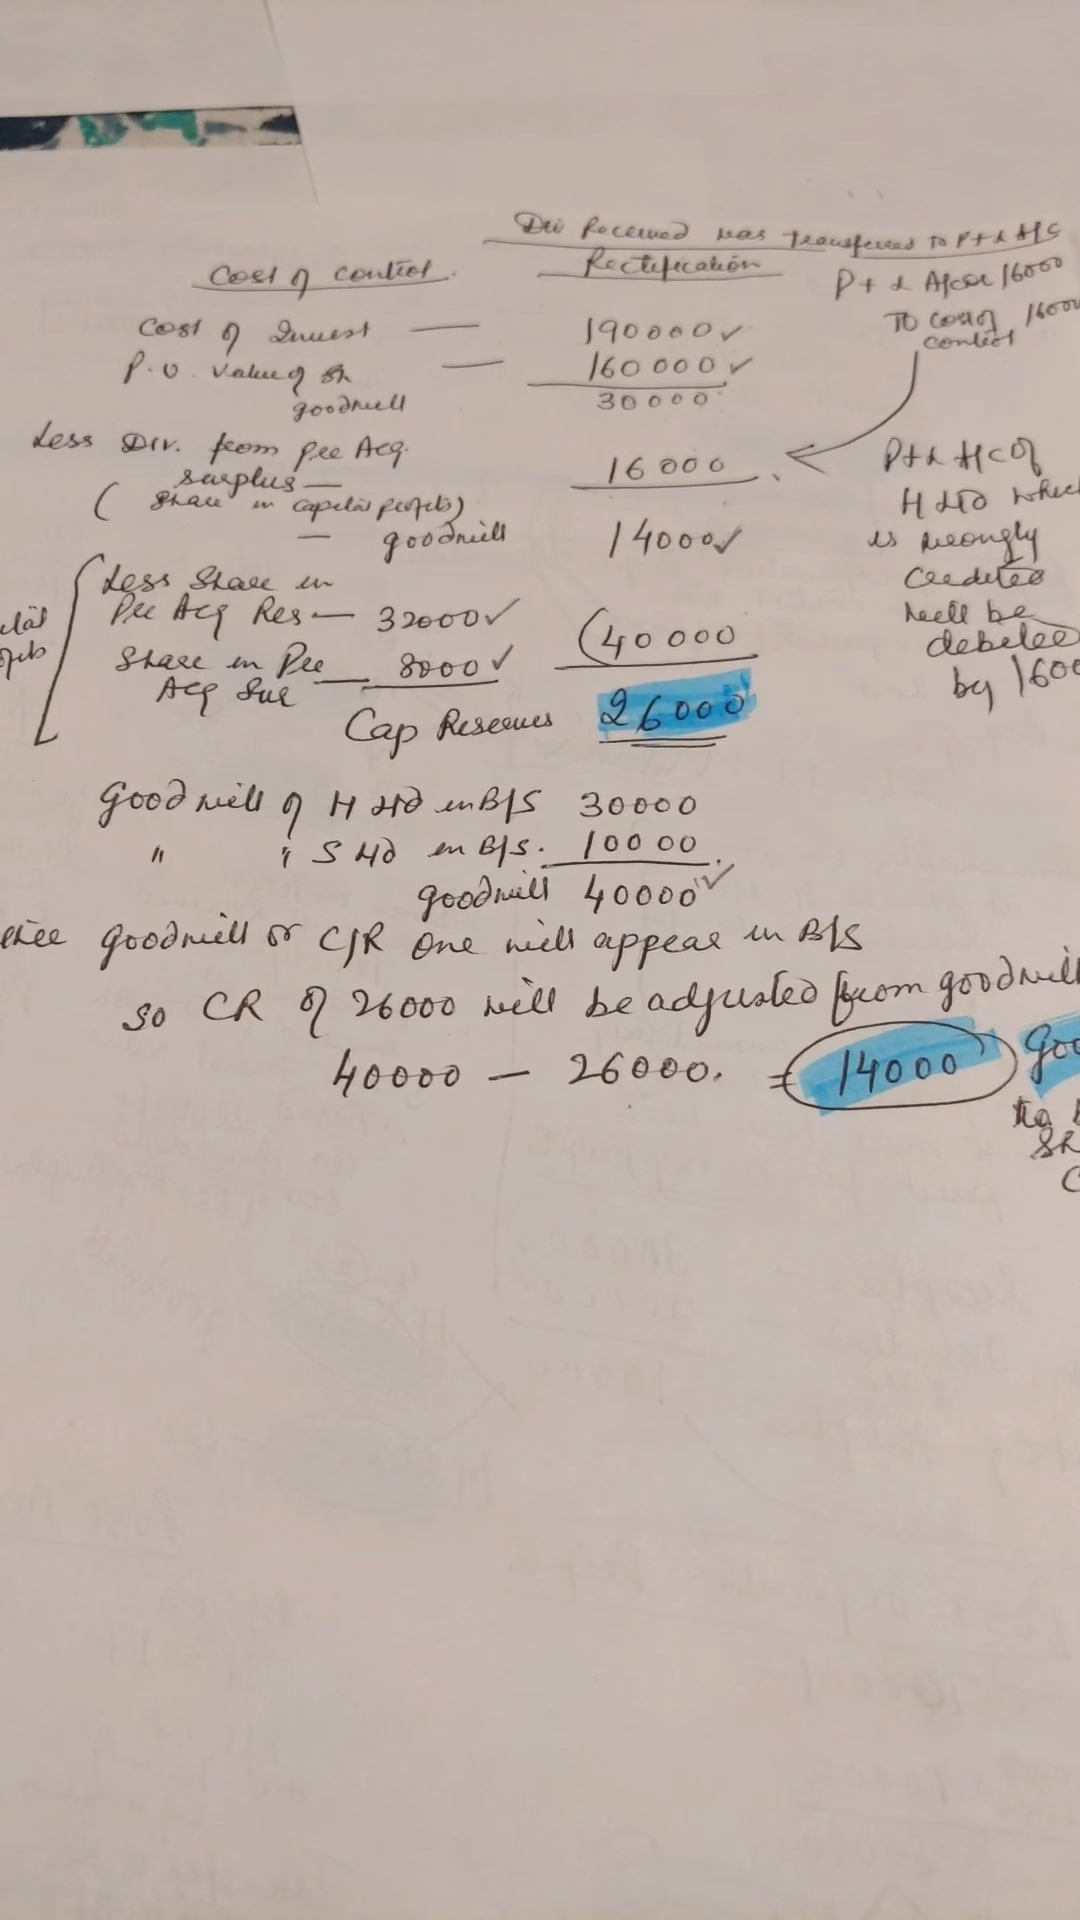 Div Received was transferred to P+L A/C
Cost of control. Rectification
P+L A/c Dr 16000
To cost of control 16000
Cost of Invest — 190000 ✓
P.U. value of sh — 160000 ✓
goodwill 30000
Less Div. from Pre Acq. surplus — 16000
(Share in capital profits)
— goodwill 14000 ✓
P+L A/C of
H Ltd which
is wrongly
credited
will be
debited
by 1600
Less Share in
Pre Acq Res — 32000 ✓
Share in Pre Acq Sur — 8000 ✓ (40000
Cap Reserves 26000
Goodwill of H Ltd in B/S 30000
" " S Ltd in B/S. 10000
goodwill 40000 ✓
goodwill or C/R one will appear in B/S
so CR of 26000 will be adjusted from goodwill
40000 — 26000. = 14000 goo